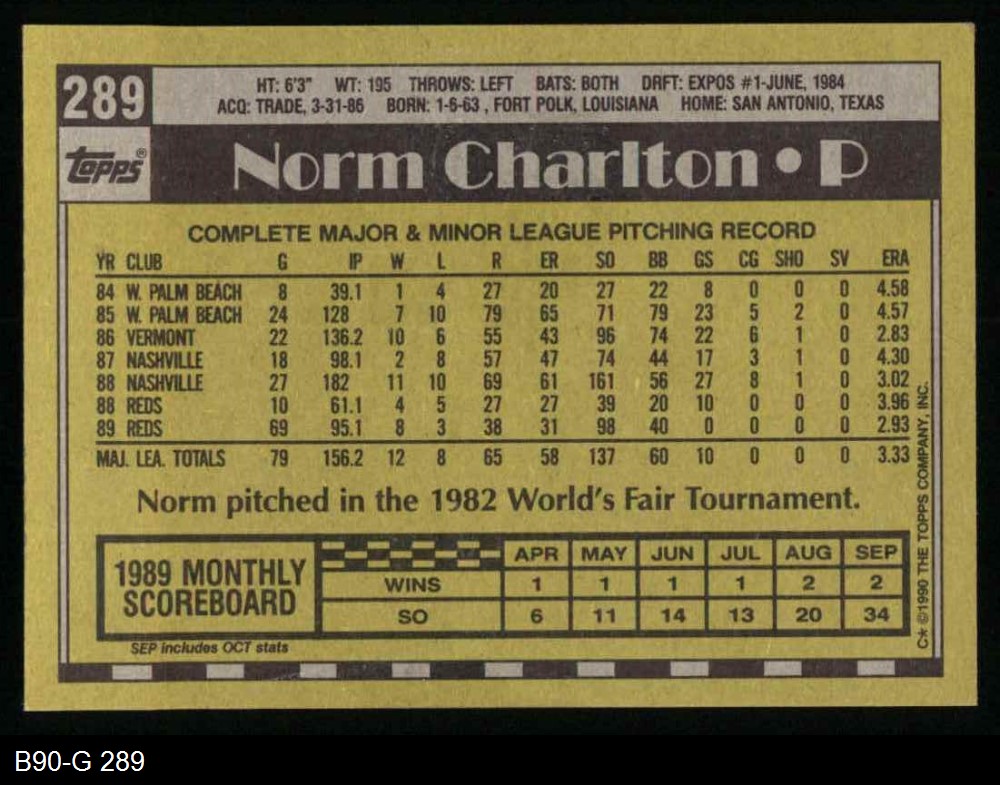 289
HT: 6'3" WT: 195 THROWS: LEFT BATS: BOTH DRFT: EXPOS #1-JUNE, 1984
ACQ: TRADE, 3-31-86 BORN: 1-6-63 , FORT POLK, LOUISIANA HOME: SAN ANTONIO, TEXAS
topps®
Norm Charlton • P
COMPLETE MAJOR & MINOR LEAGUE PITCHING RECORD
YR CLUB G IP W L R ER SO BB GS CG SHO SV ERA
84 W. PALM BEACH 8 39.1 1 4 27 20 27 22 8 0 0 0 4.58
85 W. PALM BEACH 24 128 7 10 79 65 71 79 23 5 2 0 4.57
86 VERMONT 22 136.2 10 6 55 43 96 74 22 6 1 0 2.83
87 NASHVILLE 18 98.1 2 8 57 47 74 44 17 3 1 0 4.30
88 NASHVILLE 27 182 11 10 69 61 161 56 27 8 1 0 3.02
88 REDS 10 61.1 4 5 27 27 39 20 10 0 0 0 3.96
89 REDS 69 95.1 8 3 38 31 98 40 0 0 0 0 2.93
MAJ. LEA. TOTALS 79 156.2 12 8 65 58 137 60 10 0 0 0 3.33
Norm pitched in the 1982 World's Fair Tournament.
1989 MONTHLY
SCOREBOARD
APR MAY JUN JUL AUG SEP
WINS 1 1 1 1 2 2
SO 6 11 14 13 20 34
SEP includes OCT stats
C* ©1990 THE TOPPS COMPANY, INC.
B90-G 289